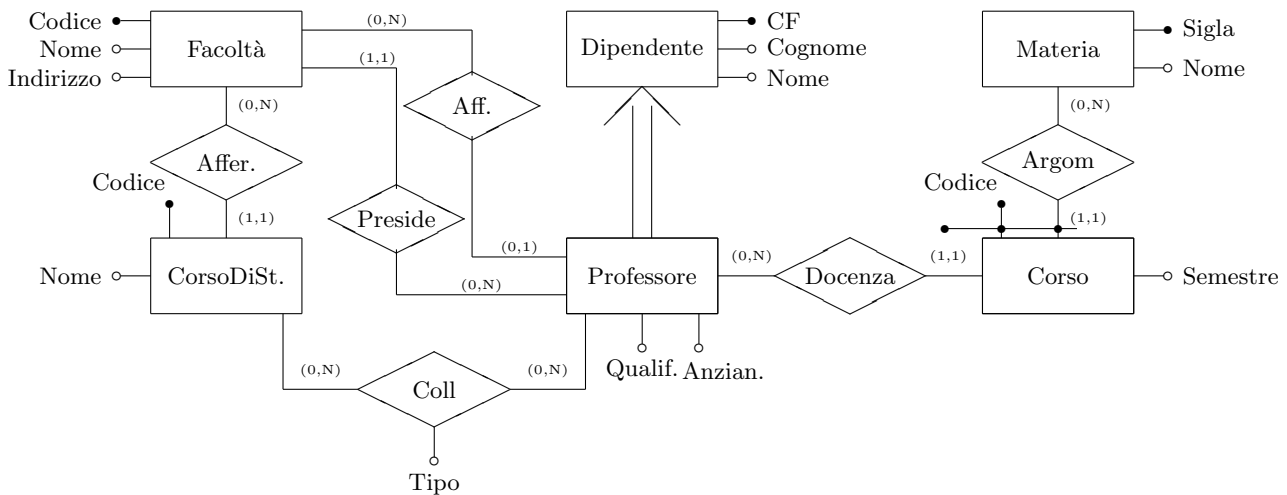 Codice
(0,N)
CF
Sigla
Nome
Facoltà
Dipendente
Cognome
Materia
Indirizzo
(1,1)
Nome
Nome
(0,N)
Aff.
(0,N)
Affer.
Argom
Codice
Codice
(1,1)
Preside
(1,1)
(0,1)
(0,N)
(1,1)
Nome
CorsoDiSt.
(0,N)
Professore
Docenza
Corso
Semestre
(0,N)
(0,N)
Qualif.
Anzian.
Coll
Tipo